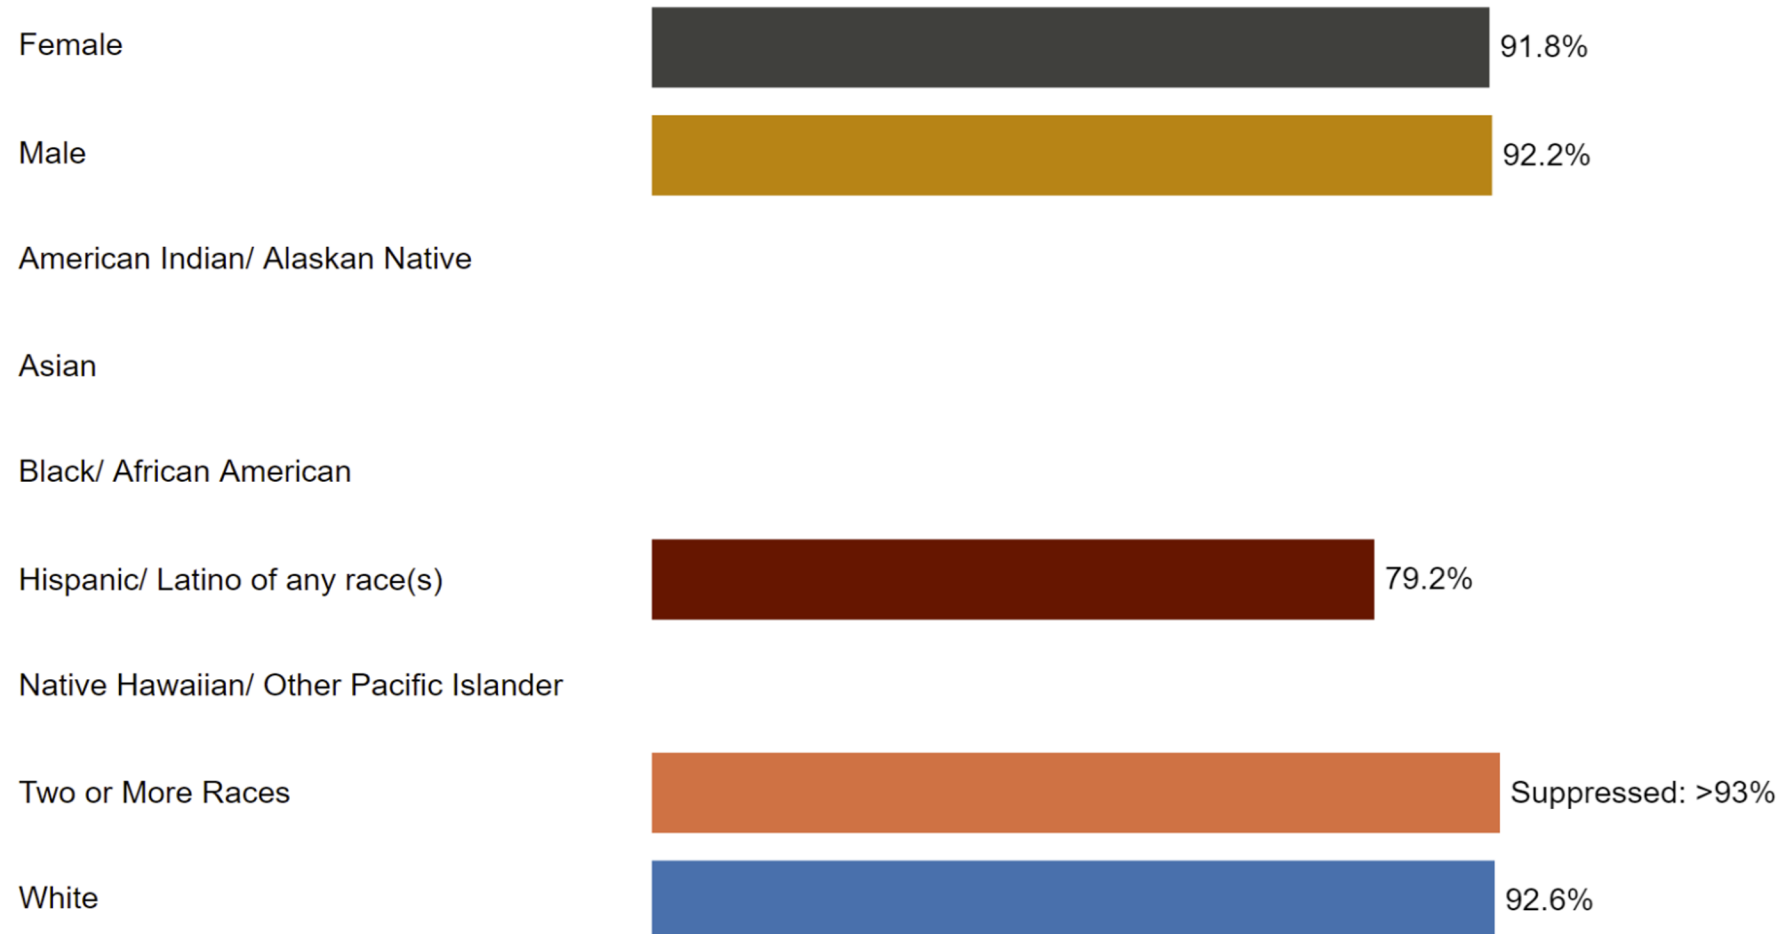 Female 91.8%
Male 92.2%
American Indian/ Alaskan Native
Asian
Black/ African American
Hispanic/ Latino of any race(s) 79.2%
Native Hawaiian/ Other Pacific Islander
Two or More Races Suppressed: >93%
White 92.6%